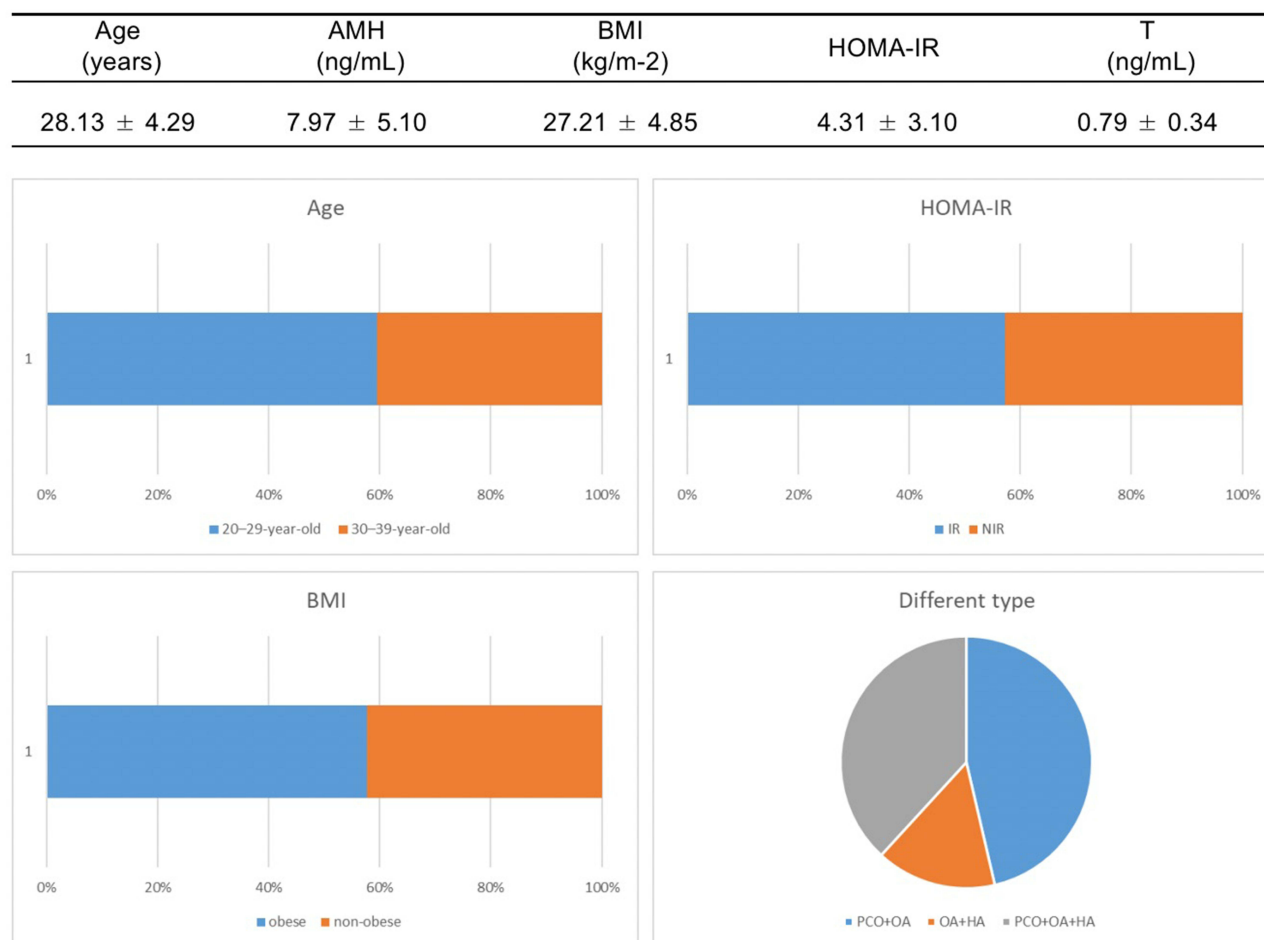 Age AMH BMI HOMA-IR T
(years) (ng/mL) (kg/m-2) (ng/mL)
28.13 ± 4.29 7.97 ± 5.10 27.21 ± 4.85 4.31 ± 3.10 0.79 ± 0.34
Age
1
0% 20% 40% 60% 80% 100%
20–29-year-old 30–39-year-old
HOMA-IR
1
0% 20% 40% 60% 80% 100%
IR NIR
BMI
1
0% 20% 40% 60% 80% 100%
obese non-obese
Different type
PCO+OA OA+HA PCO+OA+HA